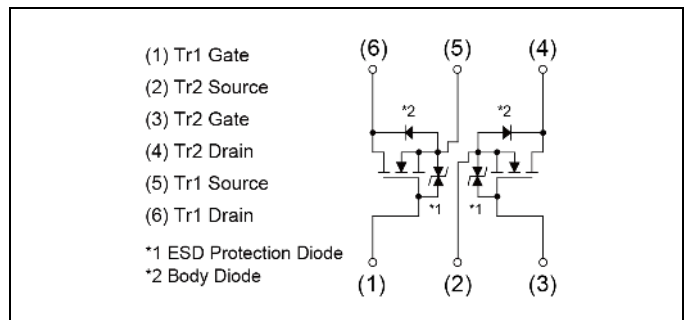 (1) Tr1 Gate
(2) Tr2 Source
(3) Tr2 Gate
(4) Tr2 Drain
(5) Tr1 Source
(6) Tr1 Drain
*1 ESD Protection Diode
*2 Body Diode
(6) (5) (4)
*2 *2
*1 *1
(1) (2) (3)